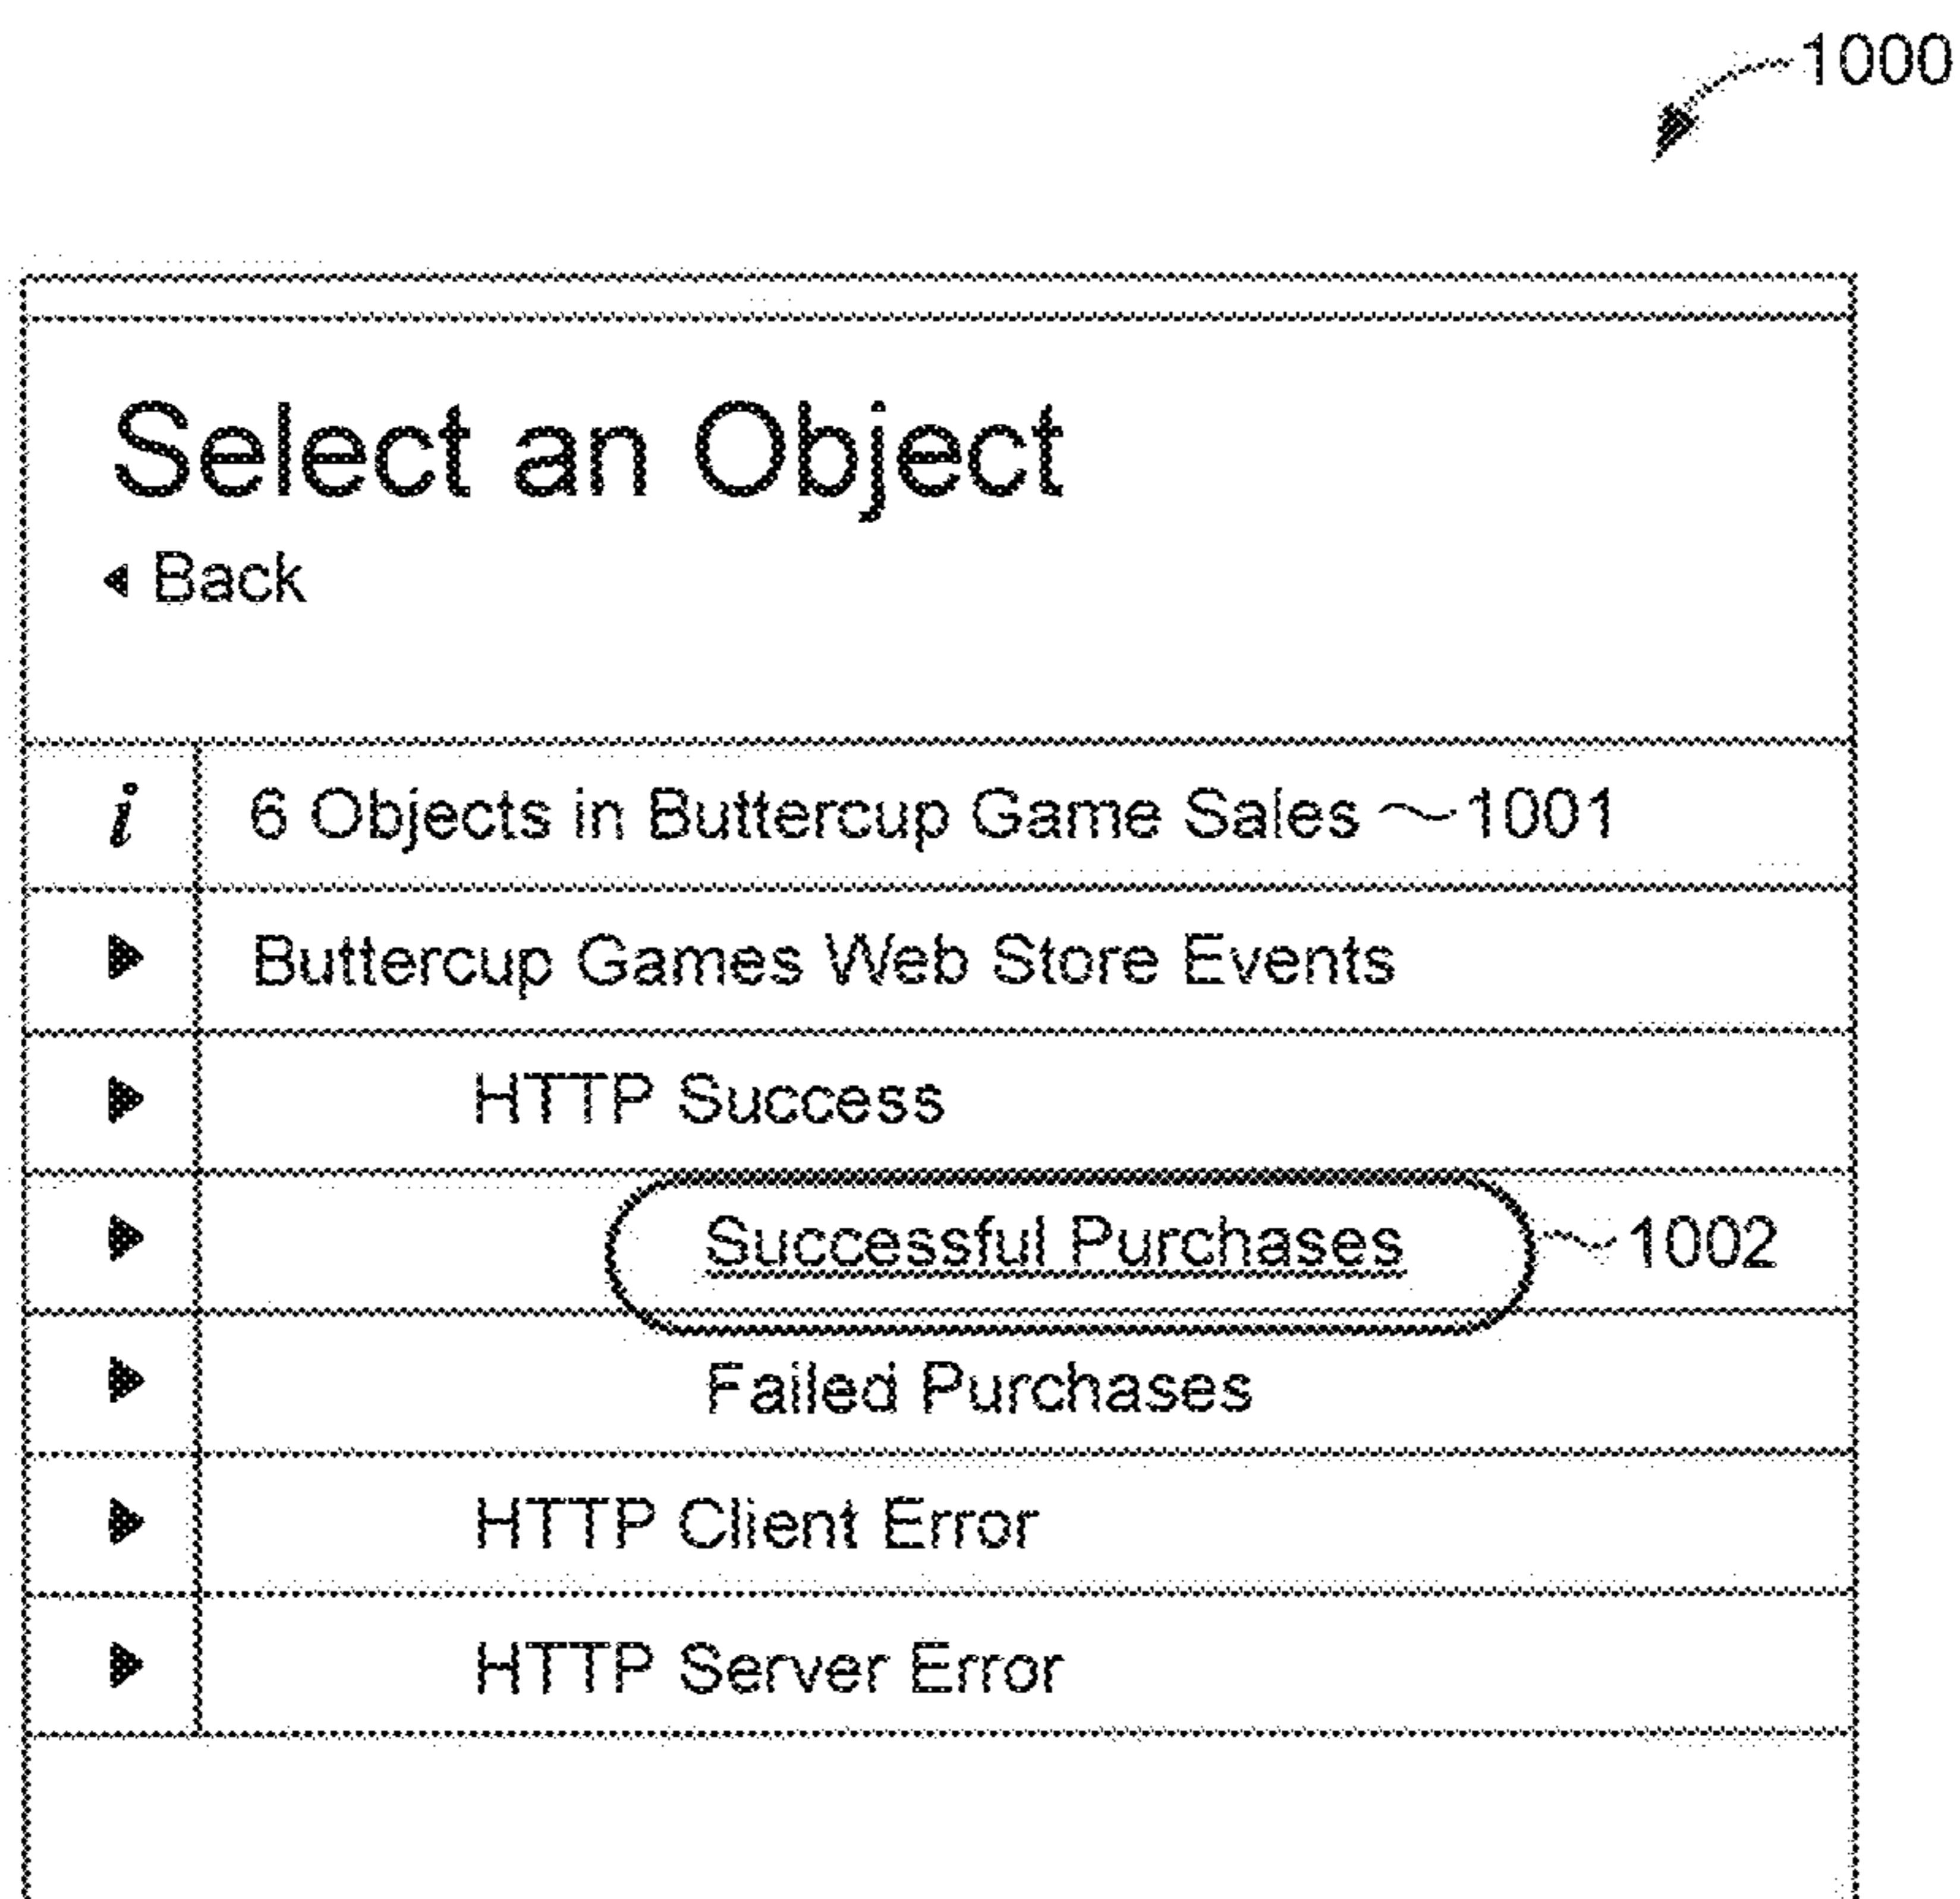 1000
Select an Object
◀ Back
i 6 Objects in Buttercup Game Sales ~1001
▶ Buttercup Games Web Store Events
▶ HTTP Success
▶ Successful Purchases ~1002
▶ Failed Purchases
▶ HTTP Client Error
▶ HTTP Server Error